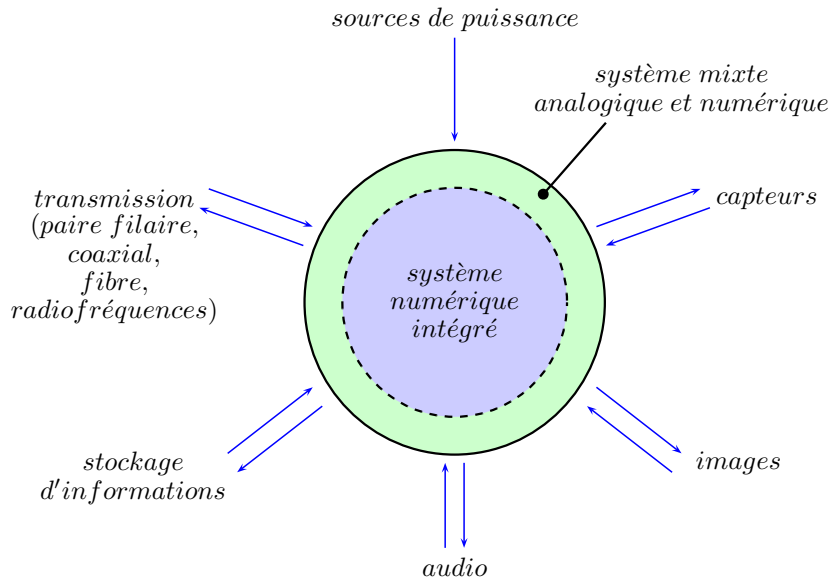 sources de puissance
système mixte
analogique et numérique
transmission
(paire filaire,
coaxial,
fibre,
radiofréquences)
capteurs
système
numérique
intégré
stockage
d'informations
images
audio